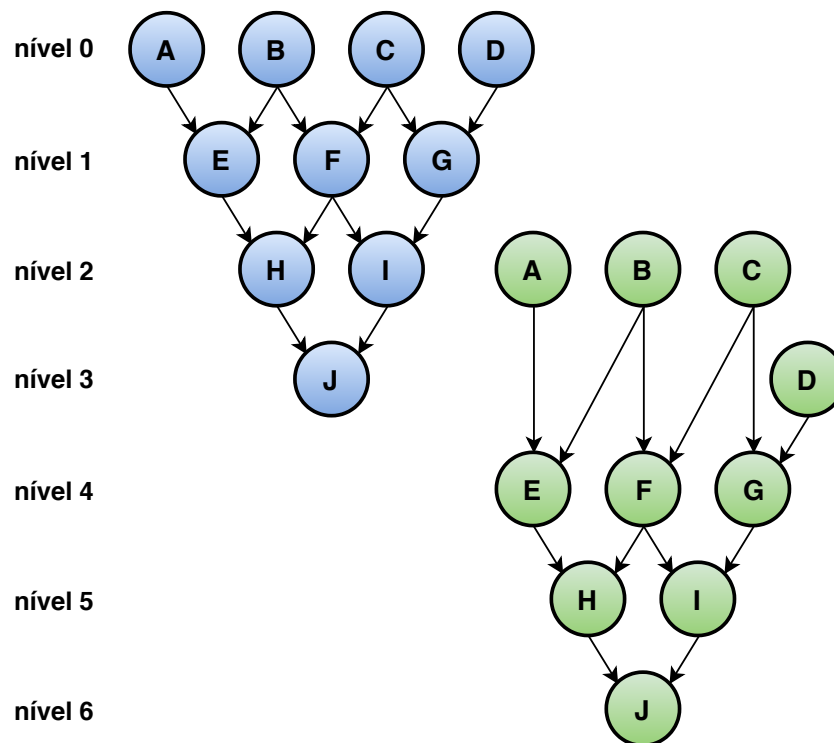 nível 0 A B C D
nível 1 E F G
nível 2 H I A B C
nível 3 J D
nível 4 E F G
nível 5 H I
nível 6 J